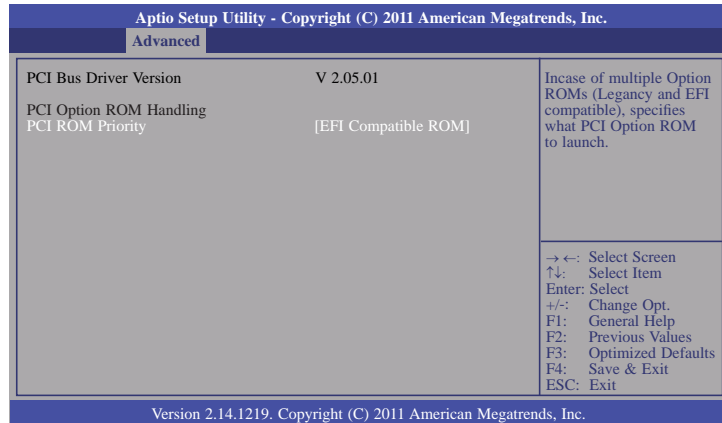 Aptio Setup Utility - Copyright (C) 2011 American Megatrends, Inc.
Advanced
PCI Bus Driver Version V 2.05.01
PCI Option ROM Handling
PCI ROM Priority [EFI Compatible ROM]
Incase of multiple Option
ROMs (Legancy and EFI
compatible), specifies
what PCI Option ROM
to launch.
→←: Select Screen
↑↓: Select Item
Enter: Select
+/-: Change Opt.
F1: General Help
F2: Previous Values
F3: Optimized Defaults
F4: Save & Exit
ESC: Exit
Version 2.14.1219. Copyright (C) 2011 American Megatrends, Inc.